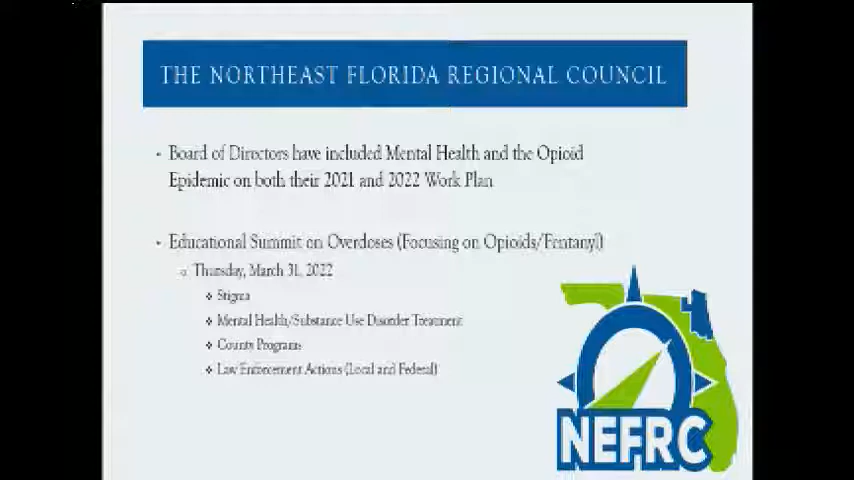 THE NORTHEAST FLORIDA REGIONAL COUNCIL
• Board of Directors have included Mental Health and the Opioid
Epidemic on both their 2021 and 2022 Work Plan
• Educational Summit on Overdoses (Focusing on Opioids/Fentanyl)
○ Thursday, March 31, 2022
❖ Stigma
❖ Mental Health/Substance Use Disorder Treatment
❖ County Programs
❖ Law Enforcement Actions (Local and Federal)
NEFRC